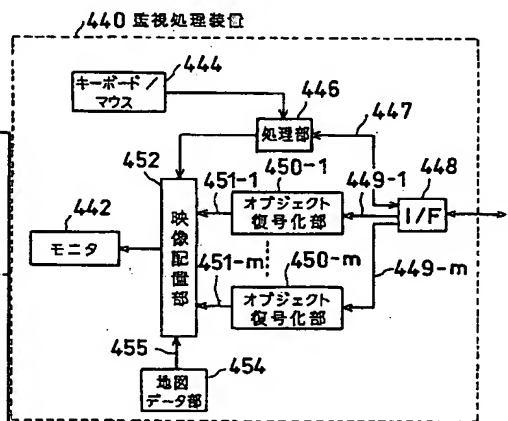 440 監視処理装置
444
キーボード/
マウス
446
処理部
447
452
450-1
451-1
449-1
448
オブジェクト
復号化部
I/F
442
モニタ
映像配置部
451-m
450-m
449-m
オブジェクト
復号化部
455
454
地図
データ部